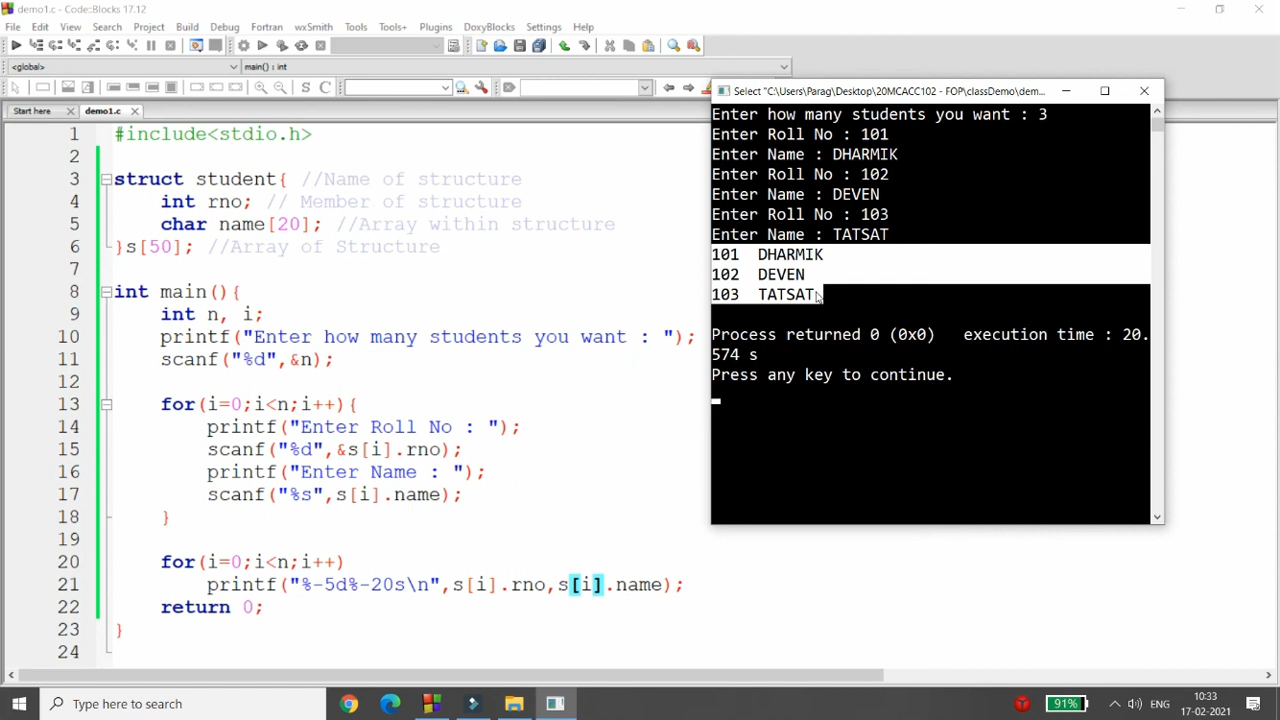 demo1.c - Code::Blocks 17.12
File Edit View Search Project Build Debug Fortran wxSmith Tools Tools+ Plugins DoxyBlocks Settings Help
<global> main() : int
Start here demo1.c
1 #include<stdio.h>
2
3 struct student{ //Name of structure
4 int rno; // Member of structure
5 char name[20]; //Array within structure
6 }s[50]; //Array of Structure
7
8 int main(){
9 int n, i;
10 printf("Enter how many students you want : ");
11 scanf("%d",&n);
12
13 for(i=0;i<n;i++){
14 printf("Enter Roll No : ");
15 scanf("%d",&s[i].rno);
16 printf("Enter Name : ");
17 scanf("%s",s[i].name);
18 }
19
20 for(i=0;i<n;i++)
21 printf("%-5d%-20s\n",s[i].rno,s[i].name);
22 return 0;
23 }
24
Select "C:\Users\Parag\Desktop\20MCACC102 - FOP\classDemo\dem...
Enter how many students you want : 3
Enter Roll No : 101
Enter Name : DHARMIK
Enter Roll No : 102
Enter Name : DEVEN
Enter Roll No : 103
Enter Name : TATSAT
101 DHARMIK
102 DEVEN
103 TATSAT
Process returned 0 (0x0) execution time : 20.
574 s
Press any key to continue.
Type here to search
91%
ENG
10:33
17-02-2021